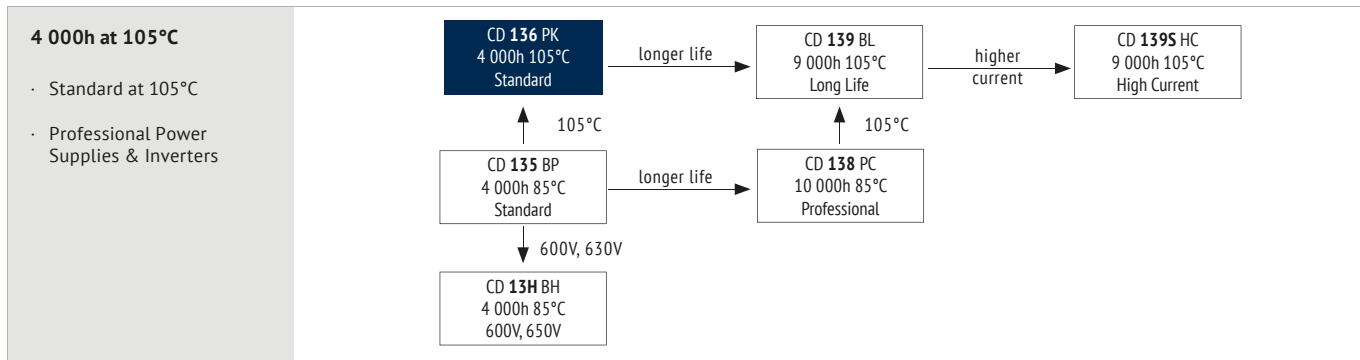 4 000h at 105°C
· Standard at 105°C
· Professional Power
Supplies & Inverters
CD 136 PK
4 000h 105°C
Standard
longer life
CD 139 BL
9 000h 105°C
Long Life
higher
current
CD 139S HC
9 000h 105°C
High Current
105°C
105°C
CD 135 BP
4 000h 85°C
Standard
longer life
CD 138 PC
10 000h 85°C
Professional
600V, 630V
CD 13H BH
4 000h 85°C
600V, 650V